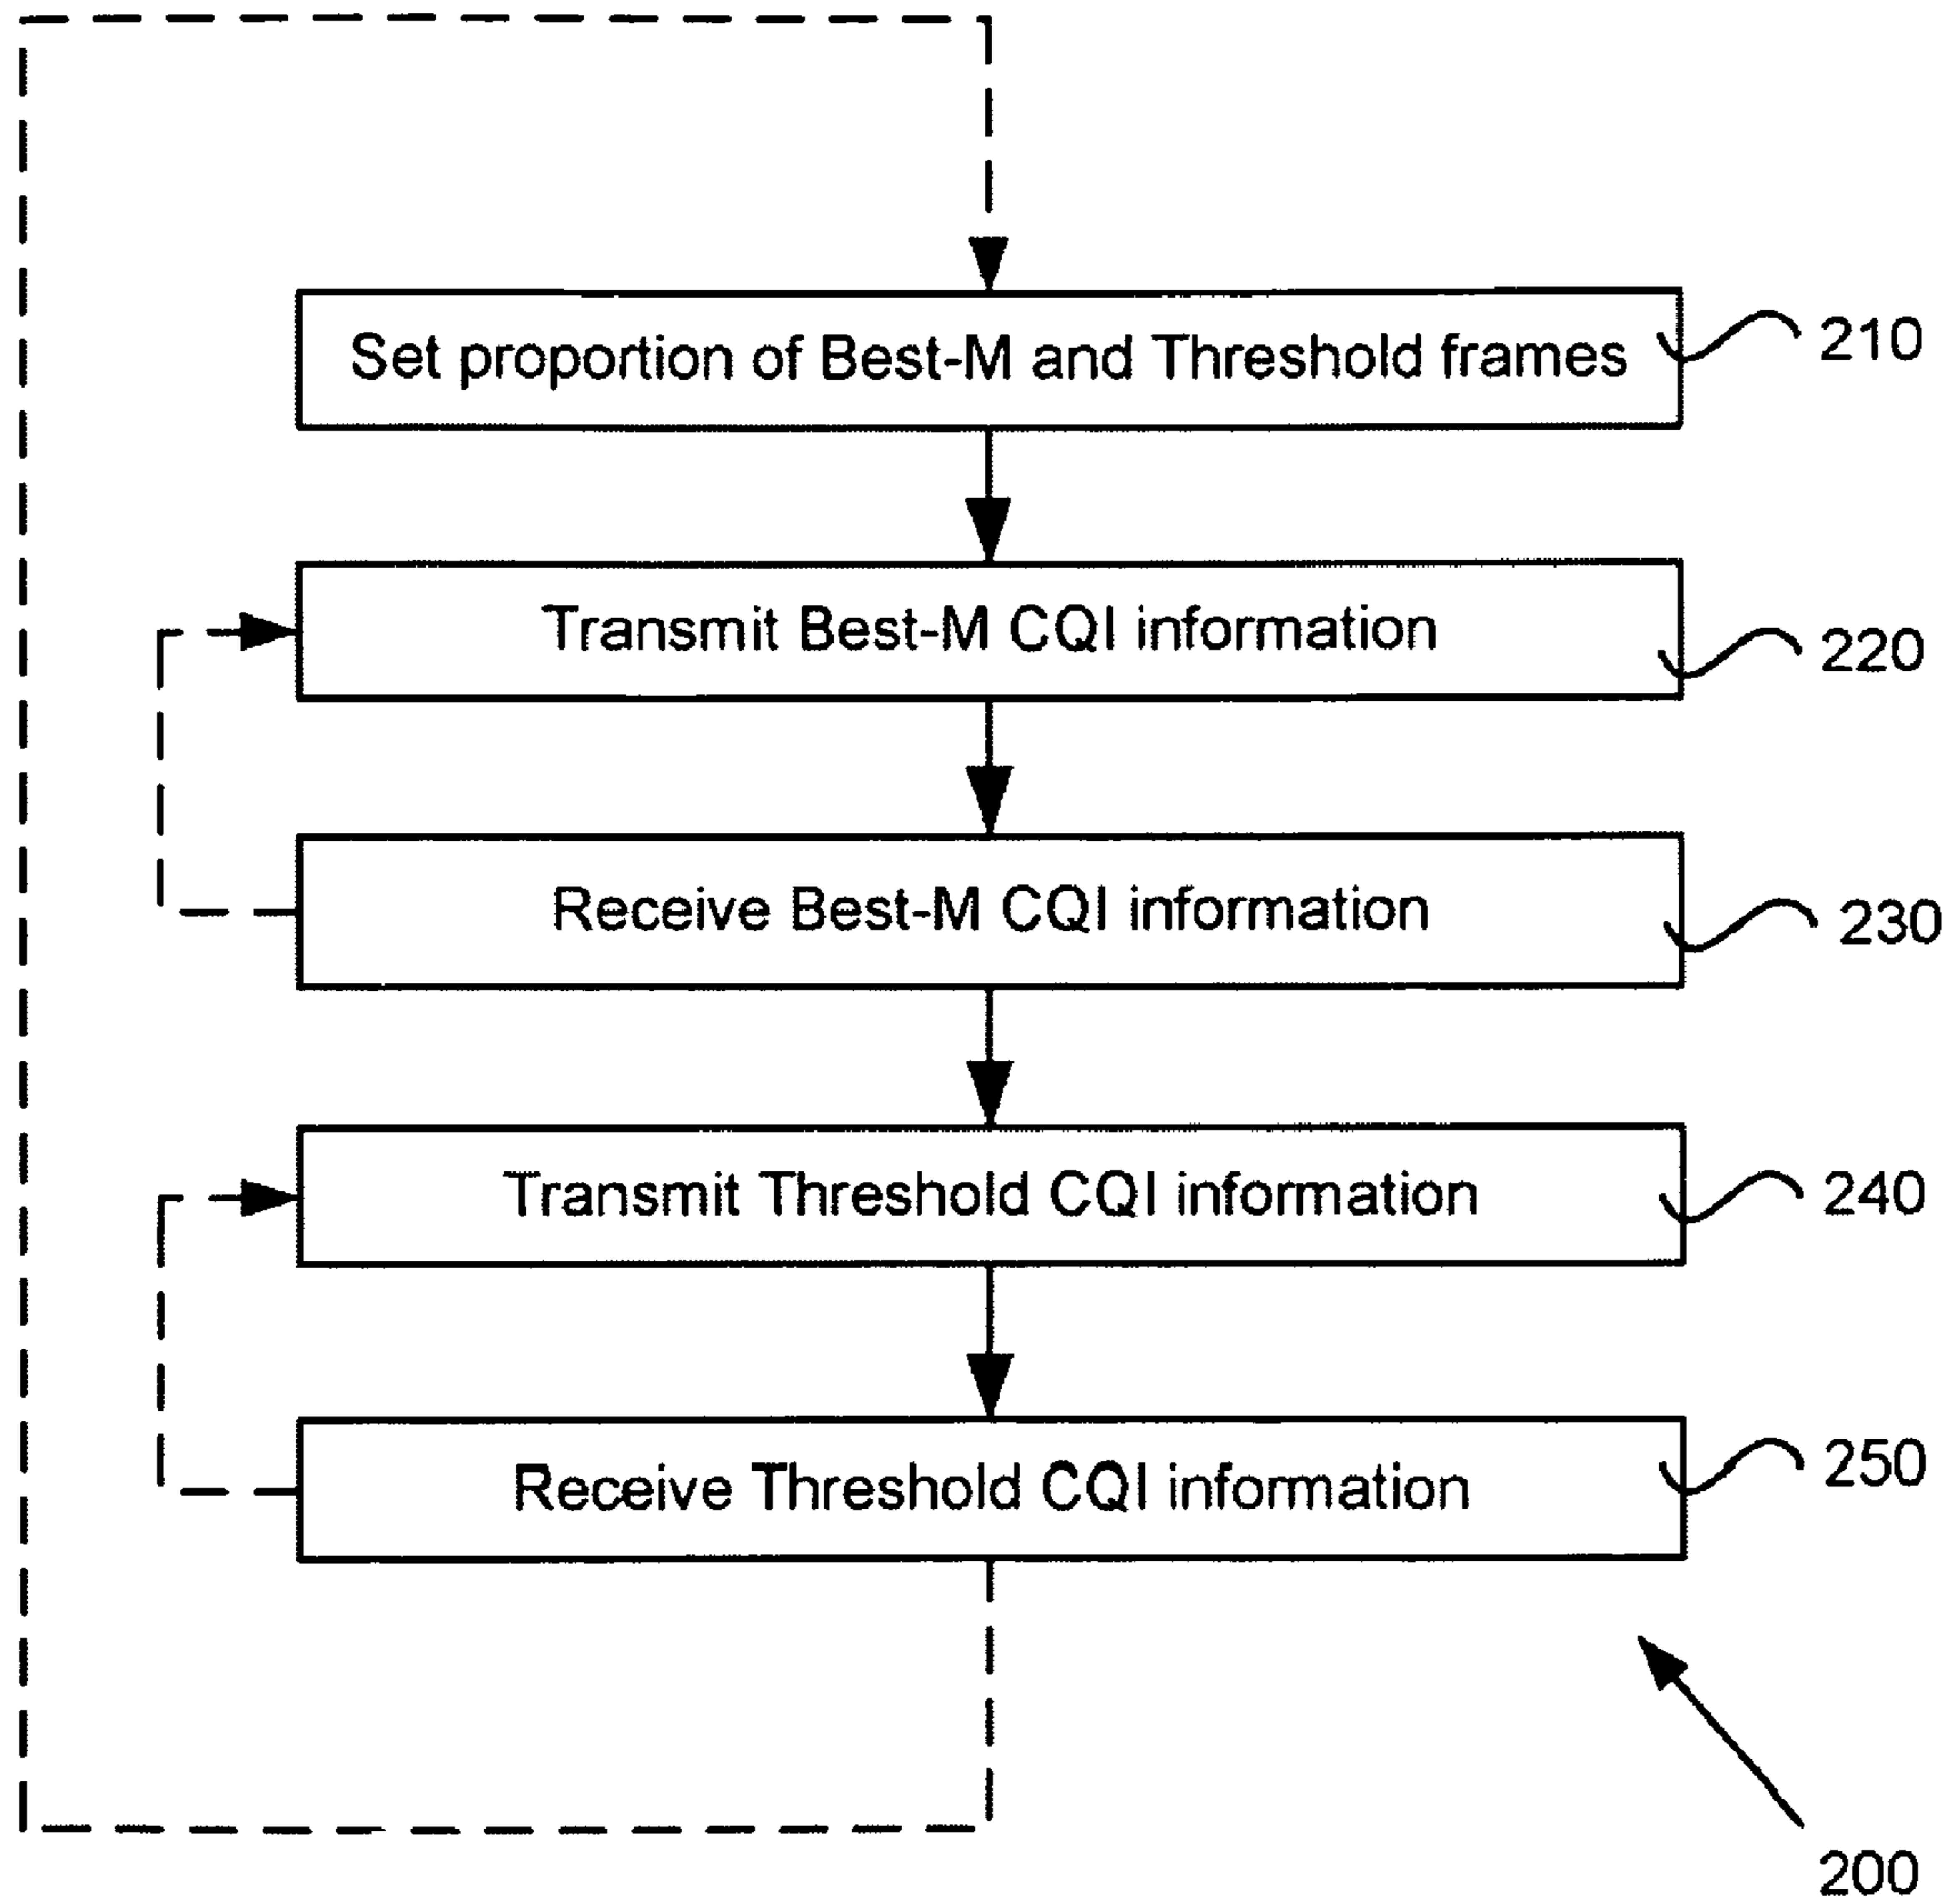 Set proportion of Best-M and Threshold frames
210
Transmit Best-M CQI information
220
Receive Best-M CQI information
230
Transmit Threshold CQI information
240
Receive Threshold CQI information
250
200